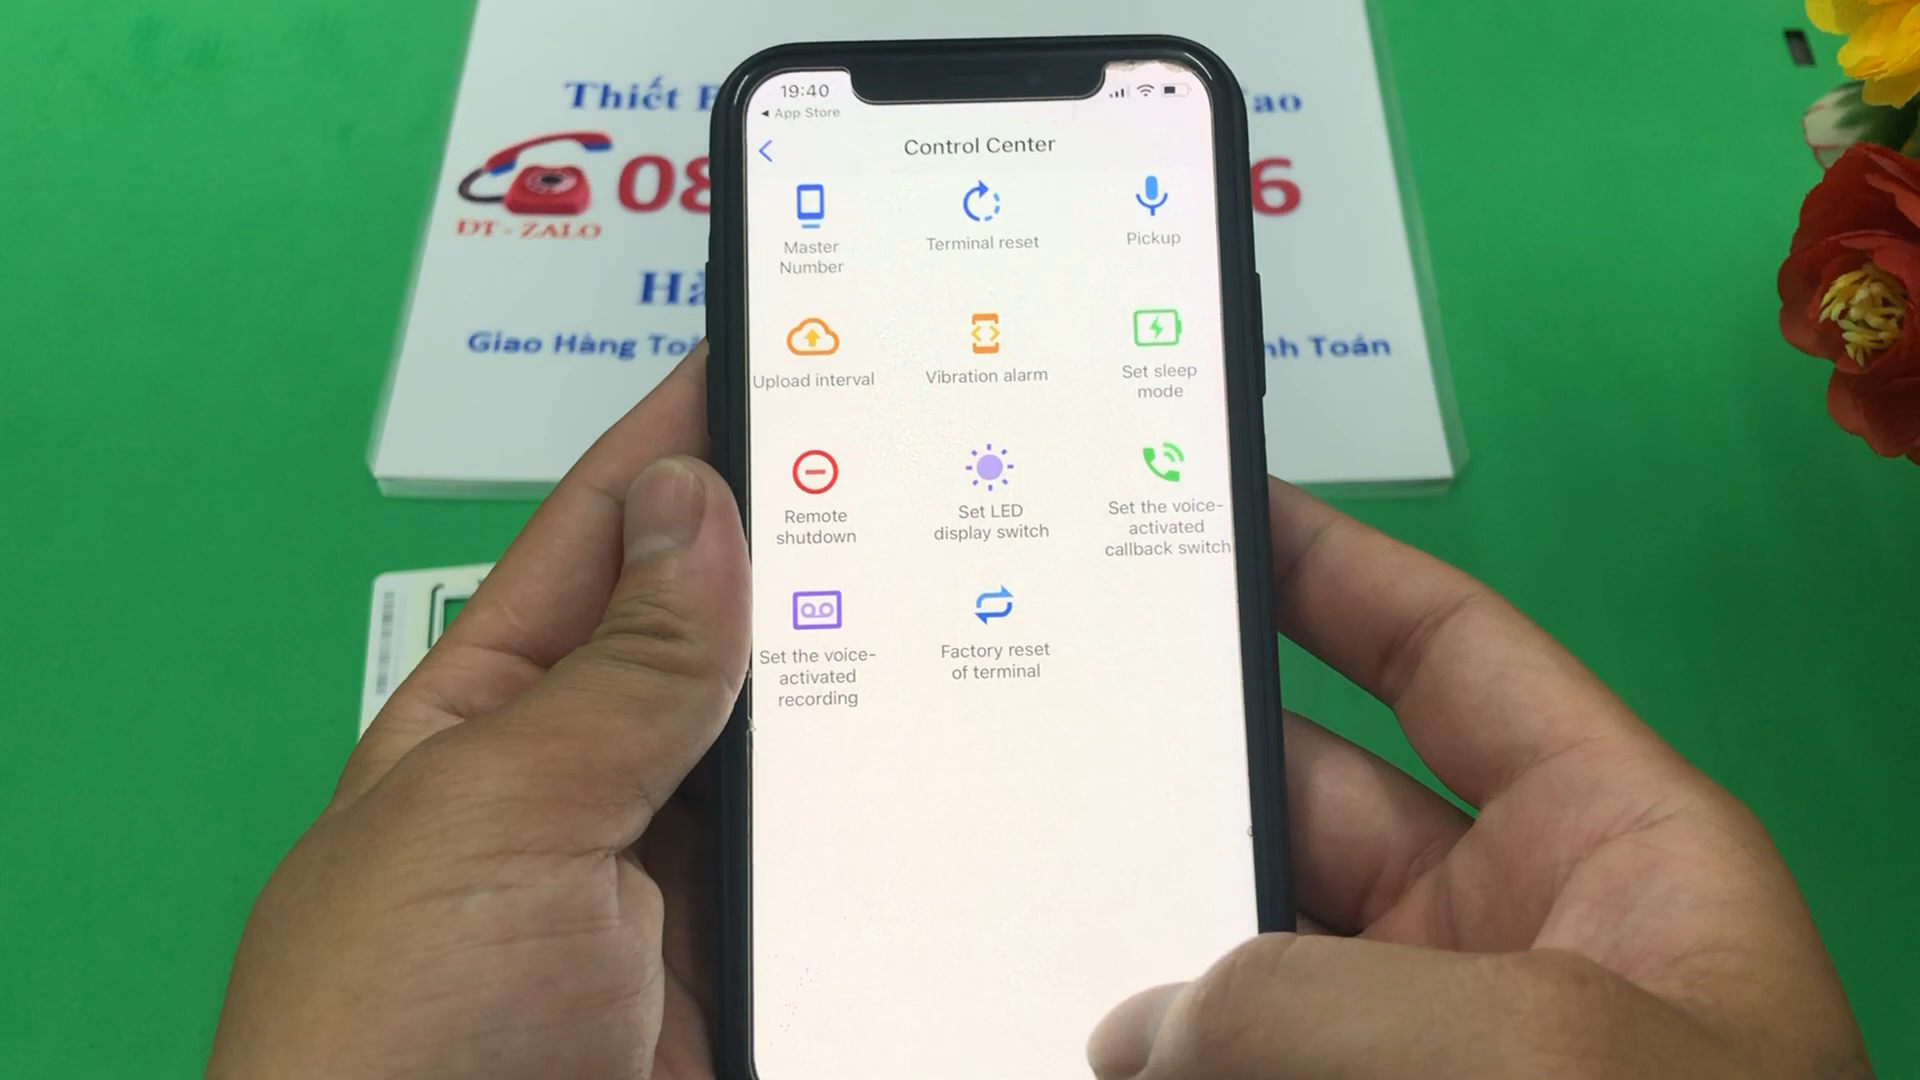 Thiết
ao
08
6
ĐT - ZALO
Giao Hàng
nh Toán
19:40
App Store
Control Center
Master
Number
Terminal reset
Pickup
Upload interval
Vibration alarm
Set sleep
mode
Remote
shutdown
Set LED
display switch
Set the voice-
activated
callback switch
Set the voice-
activated
recording
Factory reset
of terminal